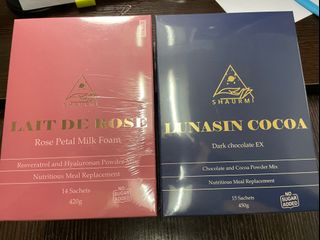 SHAURMI
LAIT DE ROSE
Rose Petal Milk Foam
Resveratrol and Hyaluronan Powder
Nutritious Meal Replacement
14 Sachets
420g
NO
SUGAR
ADDED
SHAURMI
LUNASIN COCOA
Dark chocolate EX
Chocolate and Cocoa Powder Mix
Nutritious Meal Replacement
15 Sachets
450g
NO
SUGAR
ADDED